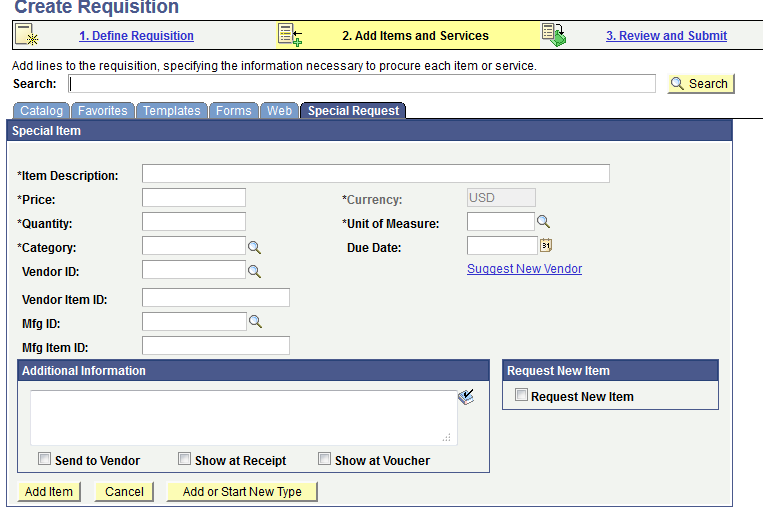 Create Requisition
1. Define Requisition 2. Add Items and Services 3. Review and Submit
Add lines to the requisition, specifying the information necessary to procure each item or service.
Search: Search
Catalog Favorites Templates Forms Web Special Request
Special Item
*Item Description:
*Price: *Currency: USD
*Quantity: *Unit of Measure:
*Category: Due Date: 31
Vendor ID: Suggest New Vendor
Vendor Item ID:
Mfg ID:
Mfg Item ID:
Additional Information Request New Item
Request New Item
Send to Vendor Show at Receipt Show at Voucher
Add Item Cancel Add or Start New Type